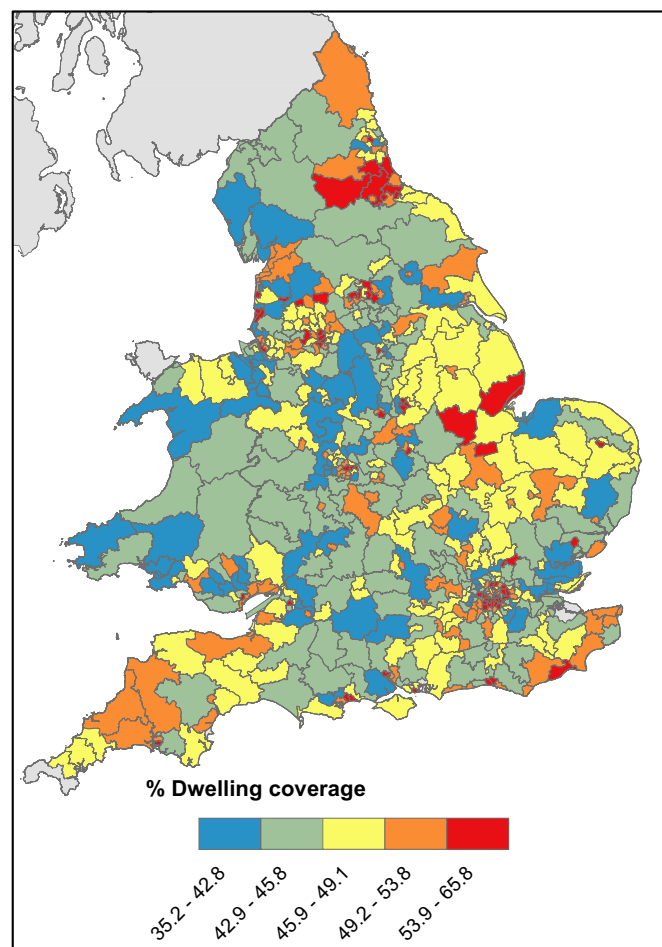 % Dwelling coverage
35.2 - 42.8
42.9 - 45.8
45.9 - 49.1
49.2 - 53.8
53.9 - 65.8